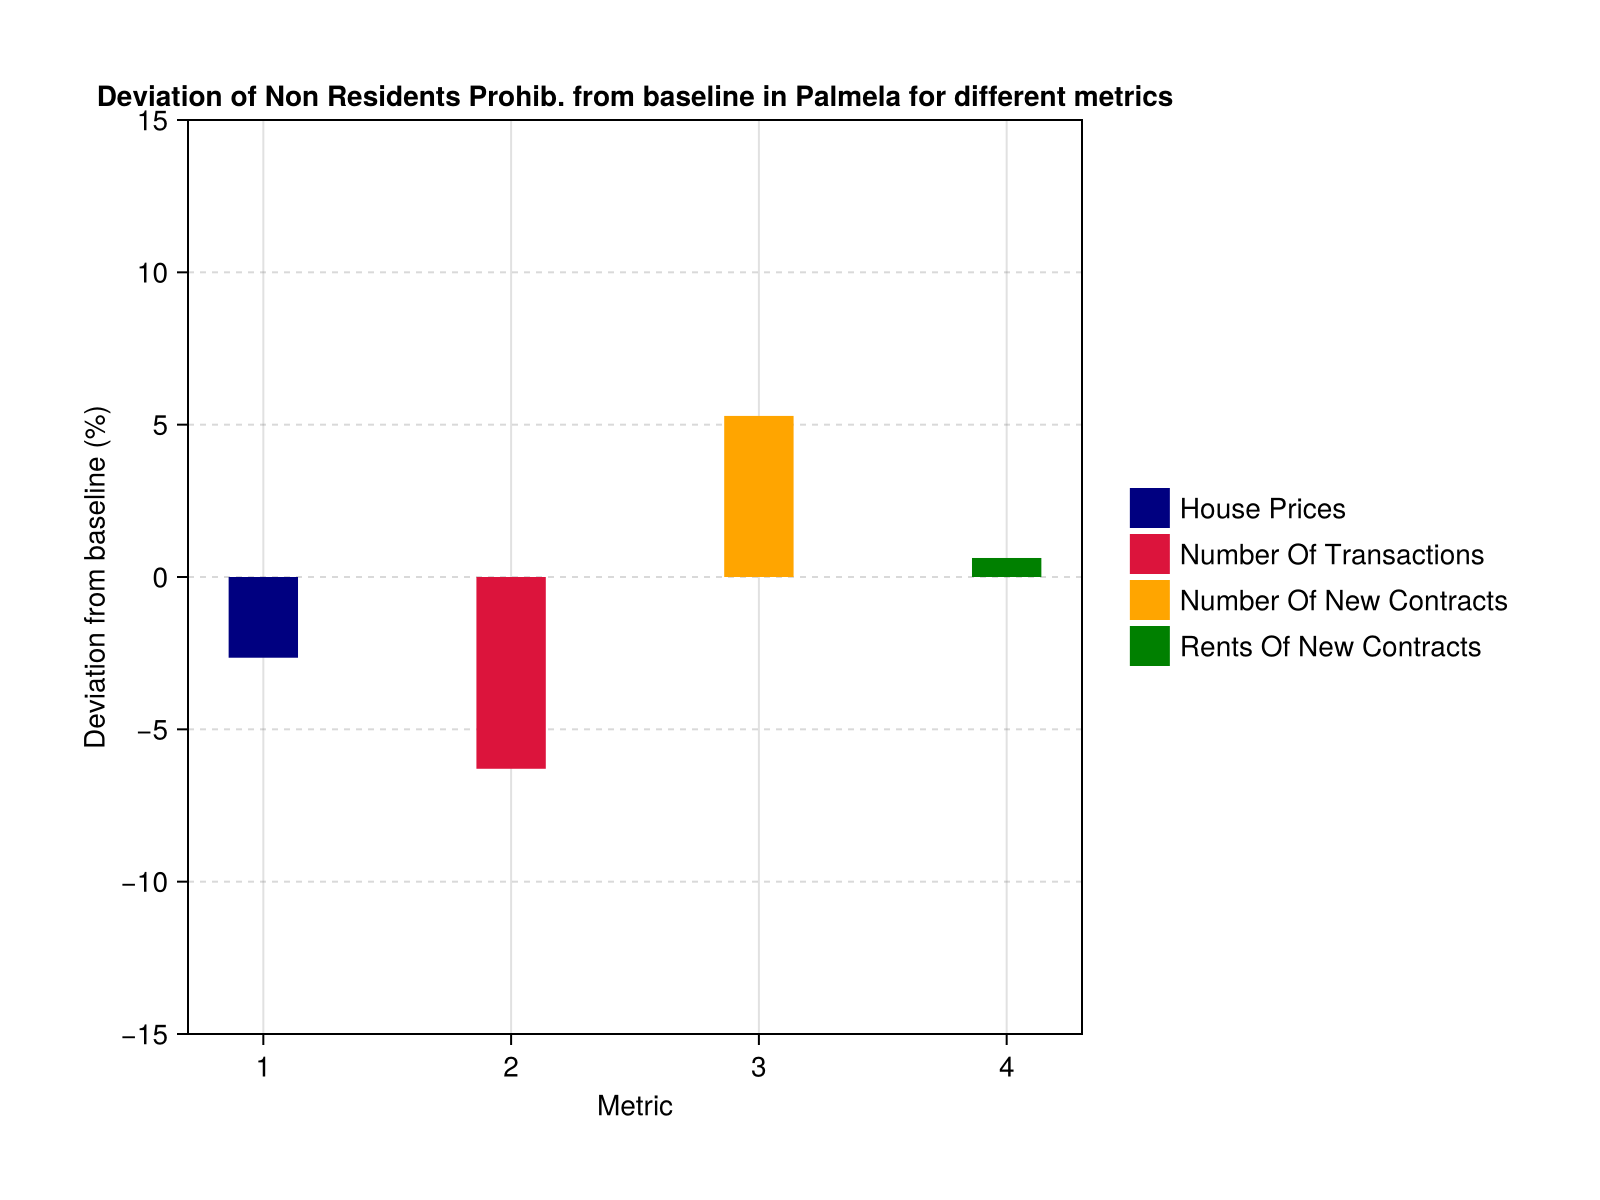 Deviation of Non Residents Prohib. from baseline in Palmela for different metrics
15
10
5
0
−5
−10
−15
Deviation from baseline (%)
1 2 3 4
Metric
House Prices
Number Of Transactions
Number Of New Contracts
Rents Of New Contracts